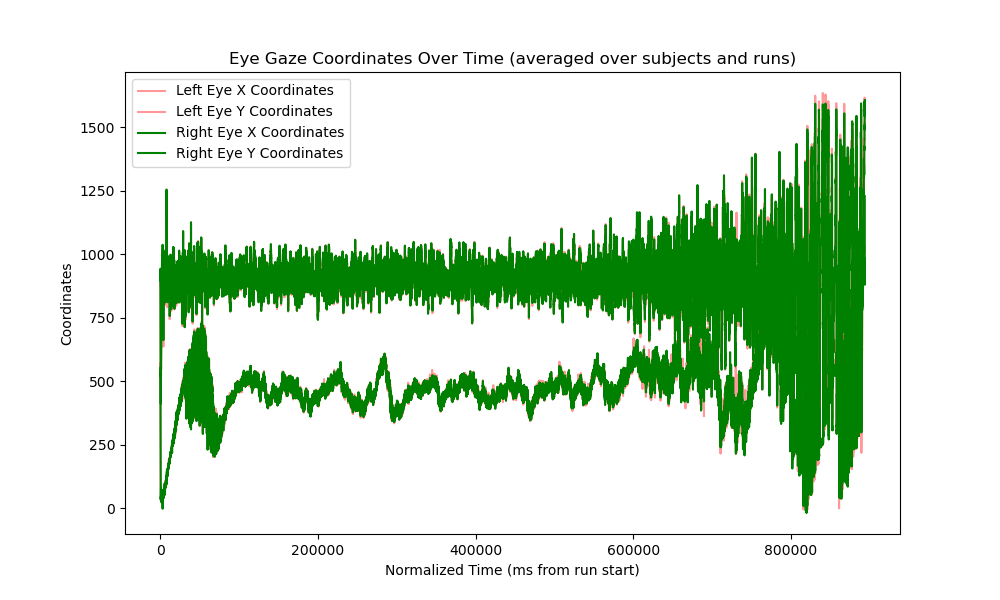 Eye Gaze Coordinates Over Time (averaged over subjects and runs)
Left Eye X Coordinates
Left Eye Y Coordinates
Right Eye X Coordinates
Right Eye Y Coordinates
1500
1250
1000
750
500
250
0
Coordinates
0 200000 400000 600000 800000
Normalized Time (ms from run start)